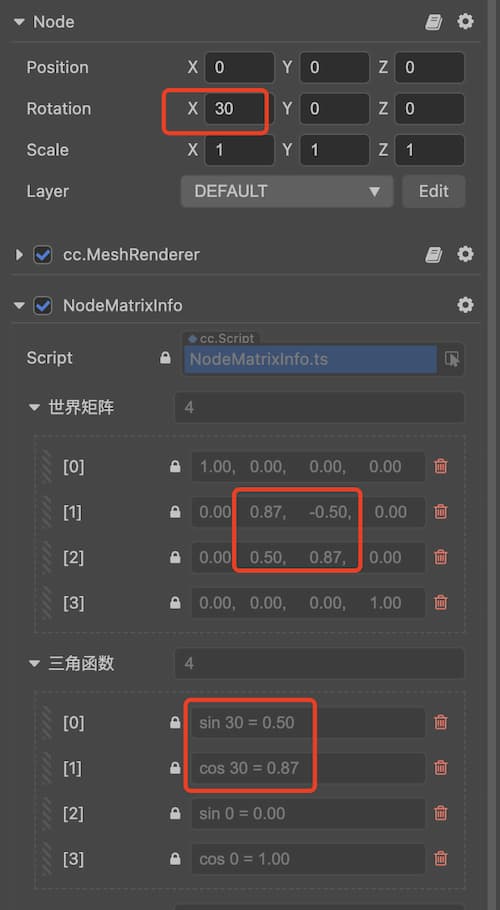 Node
Position X 0 Y 0 Z 0
Rotation X 30 Y 0 Z 0
Scale X 1 Y 1 Z 1
Layer DEFAULT Edit
cc.MeshRenderer
NodeMatrixInfo
cc.Script
Script NodeMatrixInfo.ts
世界矩阵 4
[0] 1.00, 0.00, 0.00, 0.00
[1] 0.00 0.87, -0.50, 0.00
[2] 0.00 0.50, 0.87, 0.00
[3] 0.00, 0.00, 0.00, 1.00
三角函数 4
[0] sin 30 = 0.50
[1] cos 30 = 0.87
[2] sin 0 = 0.00
[3] cos 0 = 1.00